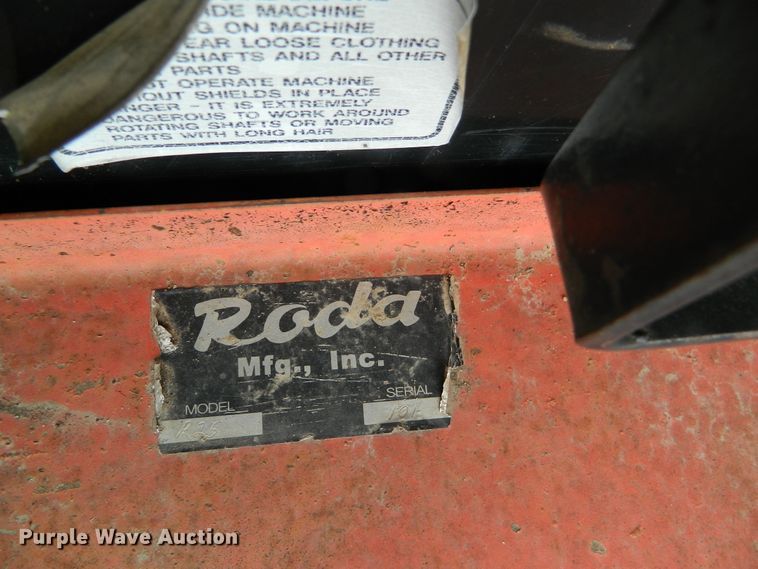 DE MACHINE
G ON MACHINE
EAR LOOSE CLOTHING
SHAFTS AND ALL OTHER
PARTS.
OT OPERATE MACHINE
HOUT SHIELDS IN PLACE
NGER - IT IS EXTREMELY
DANGEROUS TO WORK AROUND
ROTATING SHAFTS OR MOVING
PARTS WITH LONG HAIR
Roda
Mfg., Inc.
MODEL SERIAL
Purple Wave Auction